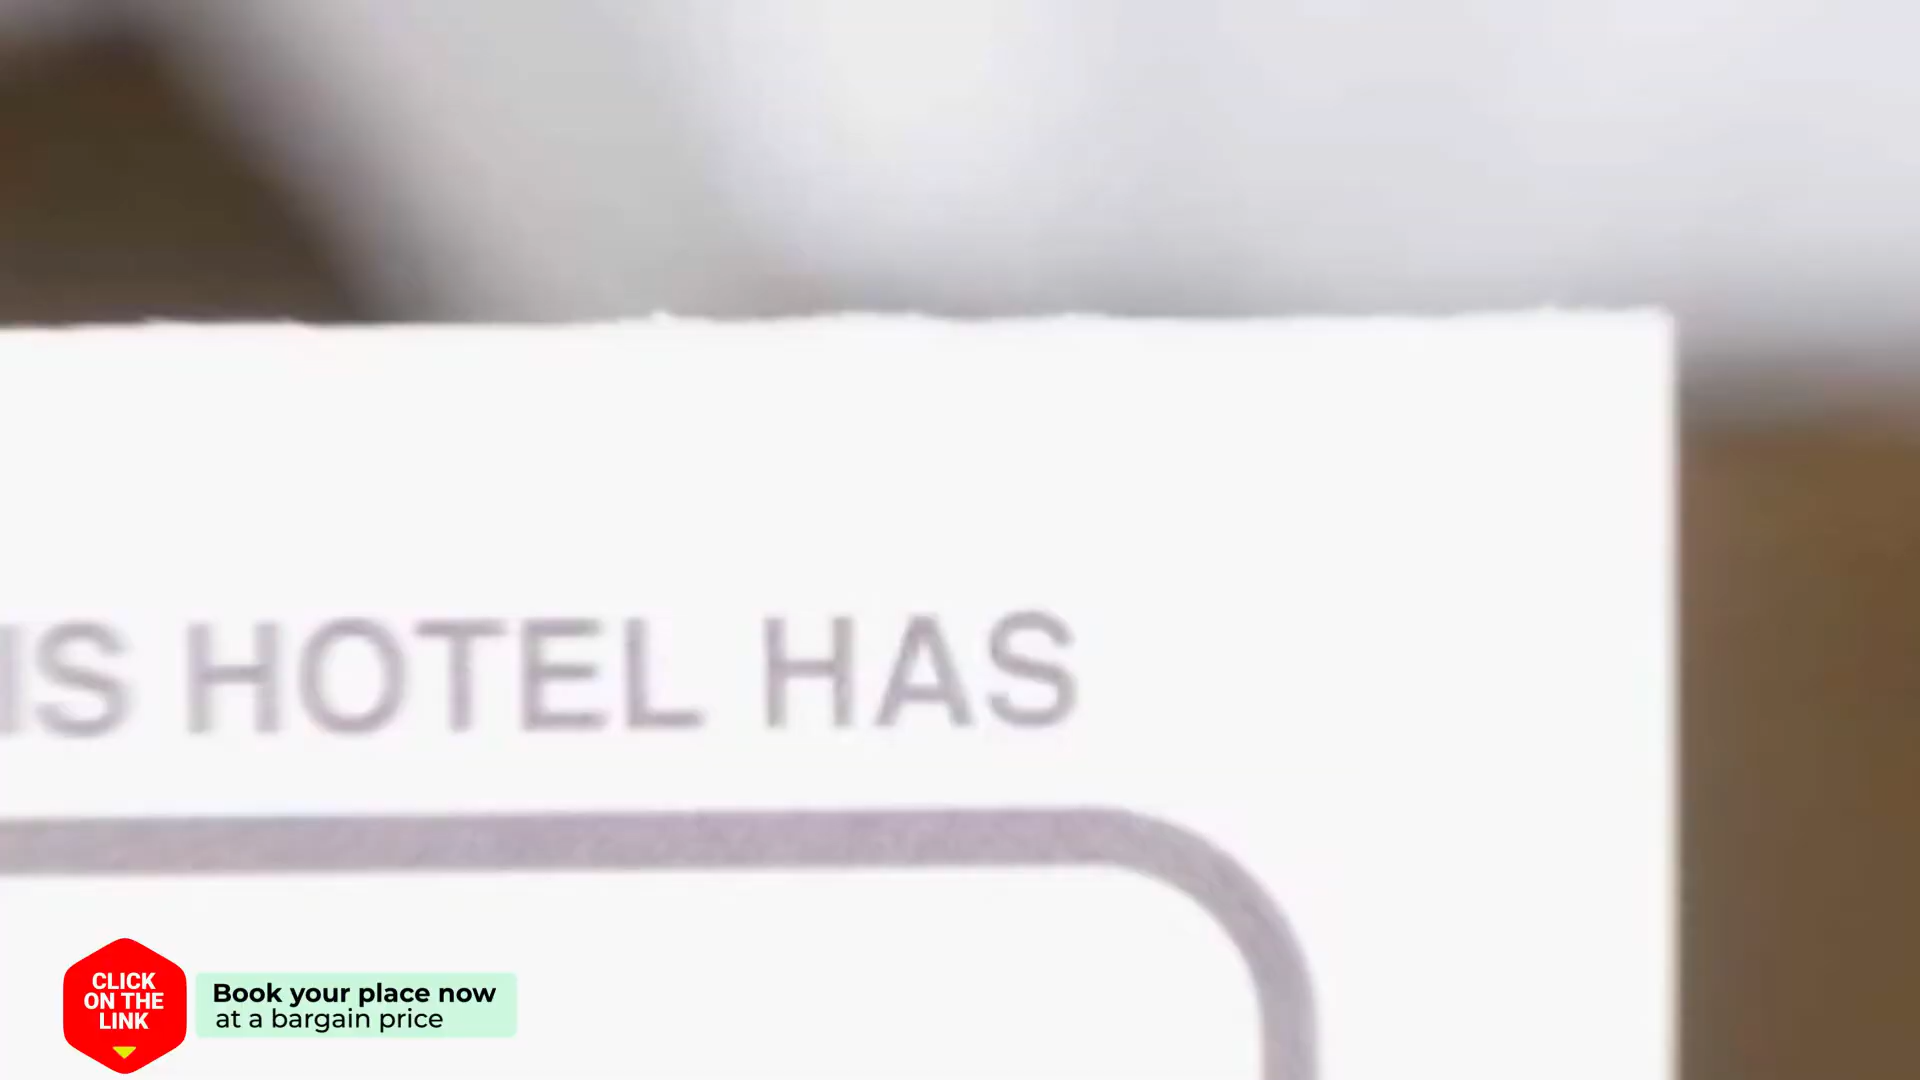 IS HOTEL HAS
CLICK
ON THE
LINK
Book your place now
at a bargain price